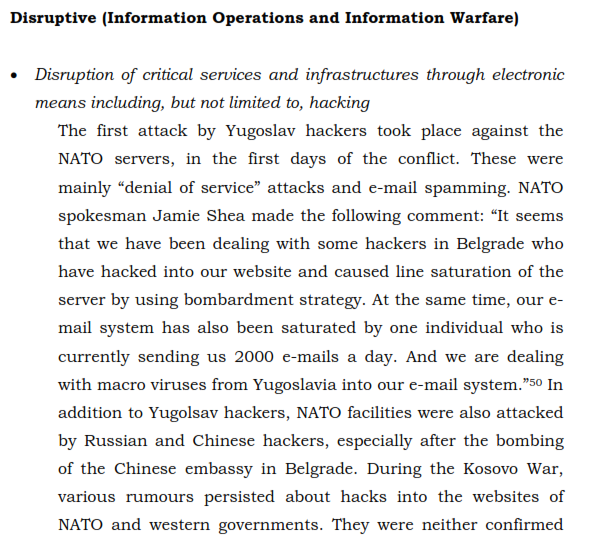 Disruptive (Information Operations and Information Warfare)
• Disruption of critical services and infrastructures through electronic
means including, but not limited to, hacking
The first attack by Yugoslav hackers took place against the
NATO servers, in the first days of the conflict. These were
mainly “denial of service” attacks and e-mail spamming. NATO
spokesman Jamie Shea made the following comment: “It seems
that we have been dealing with some hackers in Belgrade who
have hacked into our website and caused line saturation of the
server by using bombardment strategy. At the same time, our e-
mail system has also been saturated by one individual who is
currently sending us 2000 e-mails a day. And we are dealing
with macro viruses from Yugoslavia into our e-mail system.”50 In
addition to Yugolsav hackers, NATO facilities were also attacked
by Russian and Chinese hackers, especially after the bombing
of the Chinese embassy in Belgrade. During the Kosovo War,
various rumours persisted about hacks into the websites of
NATO and western governments. They were neither confirmed